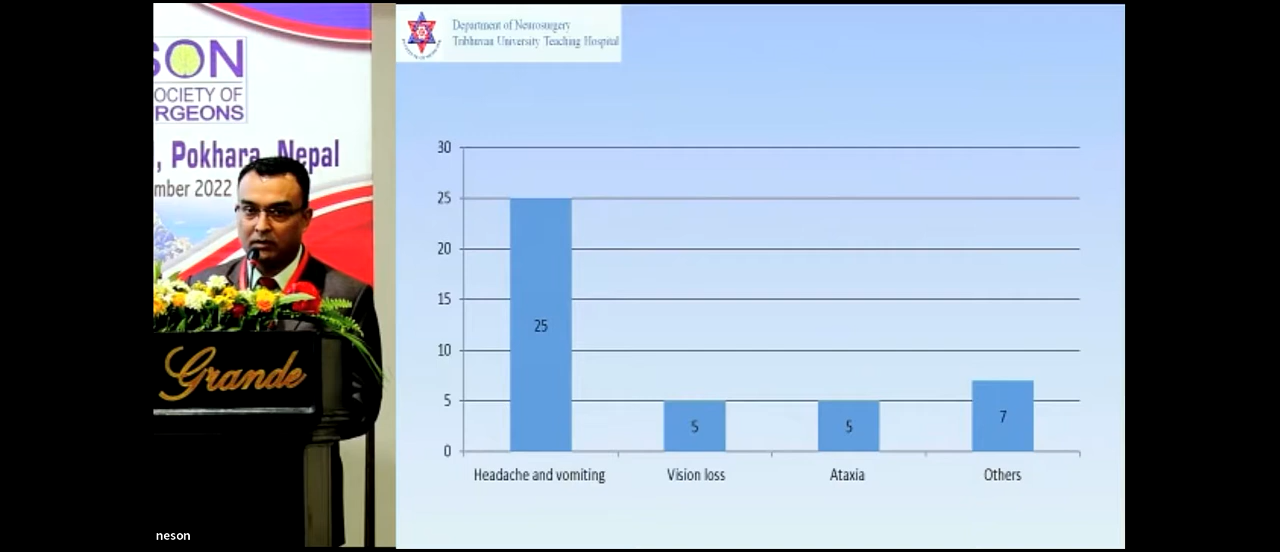 SON
OCIETY OF
RGEONS
, Pokhara, Nepal
mber 2022
Grande
neson
Department of Neurosurgery
Tribhuvan University Teaching Hospital
30
25
20
15
10
5
0
25
5
5
7
Headache and vomiting
Vision loss
Ataxia
Others